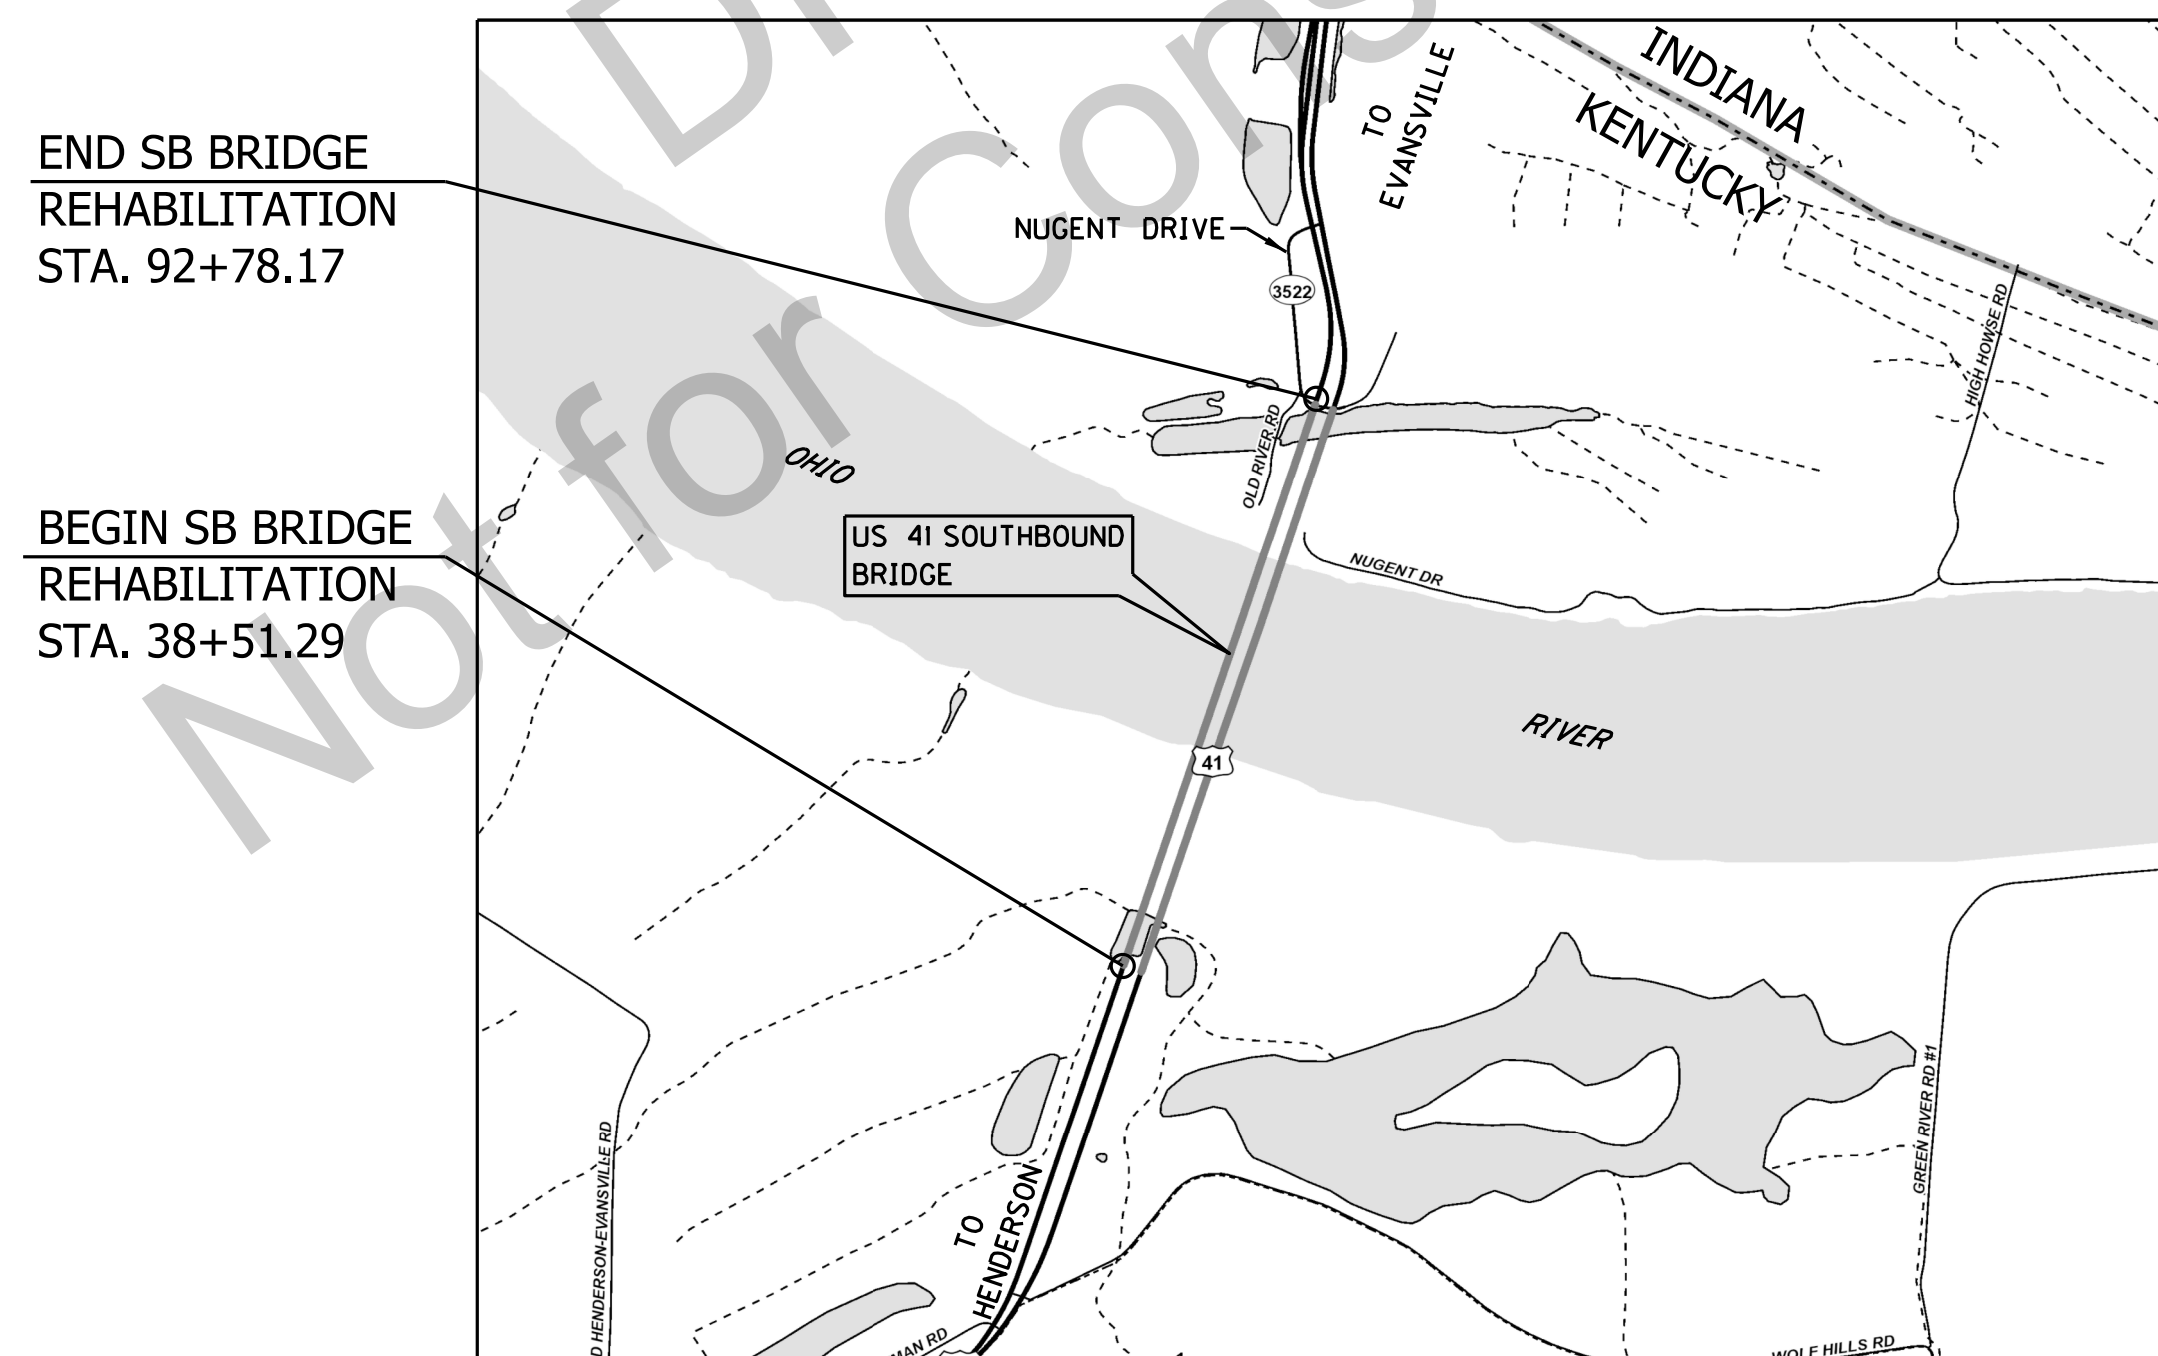 END SB BRIDGE
REHABILITATION
STA. 92+78.17
BEGIN SB BRIDGE
REHABILITATION
STA. 38+51.29
Not for Cons
INDIANA
KENTUCKY
TO
EVANSVILLE
NUGENT DRIVE
3522
HIGH HOWSE RD
OLD RIVER RD
OHIO
US 41 SOUTHBOUND
BRIDGE
NUGENT DR
RIVER
41
GREEN RIVER RD #1
TO
HENDERSON
D HENDERSON-EVANSVILLE RD
MAN RD
WOLF HILLS RD